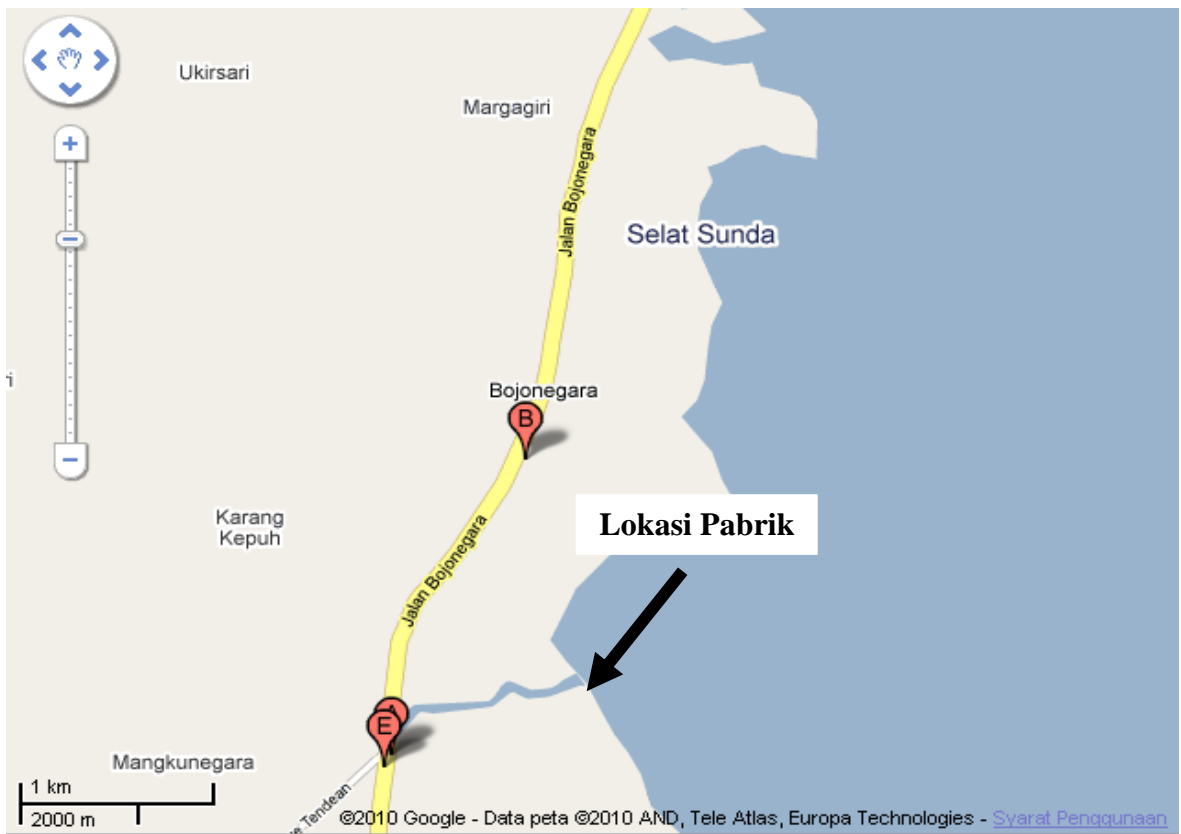 Ukirsari
Margagiri
Jalan Bojonegara
Selat Sunda
i
Bojonegara
B
Karang
Kepuh
Lokasi Pabrik
Jalan Bojonegara
A
E
Mangkunegara
Tendean
1 km
2000 m
©2010 Google - Data peta ©2010 AND, Tele Atlas, Europa Technologies - Syarat Penggunaan